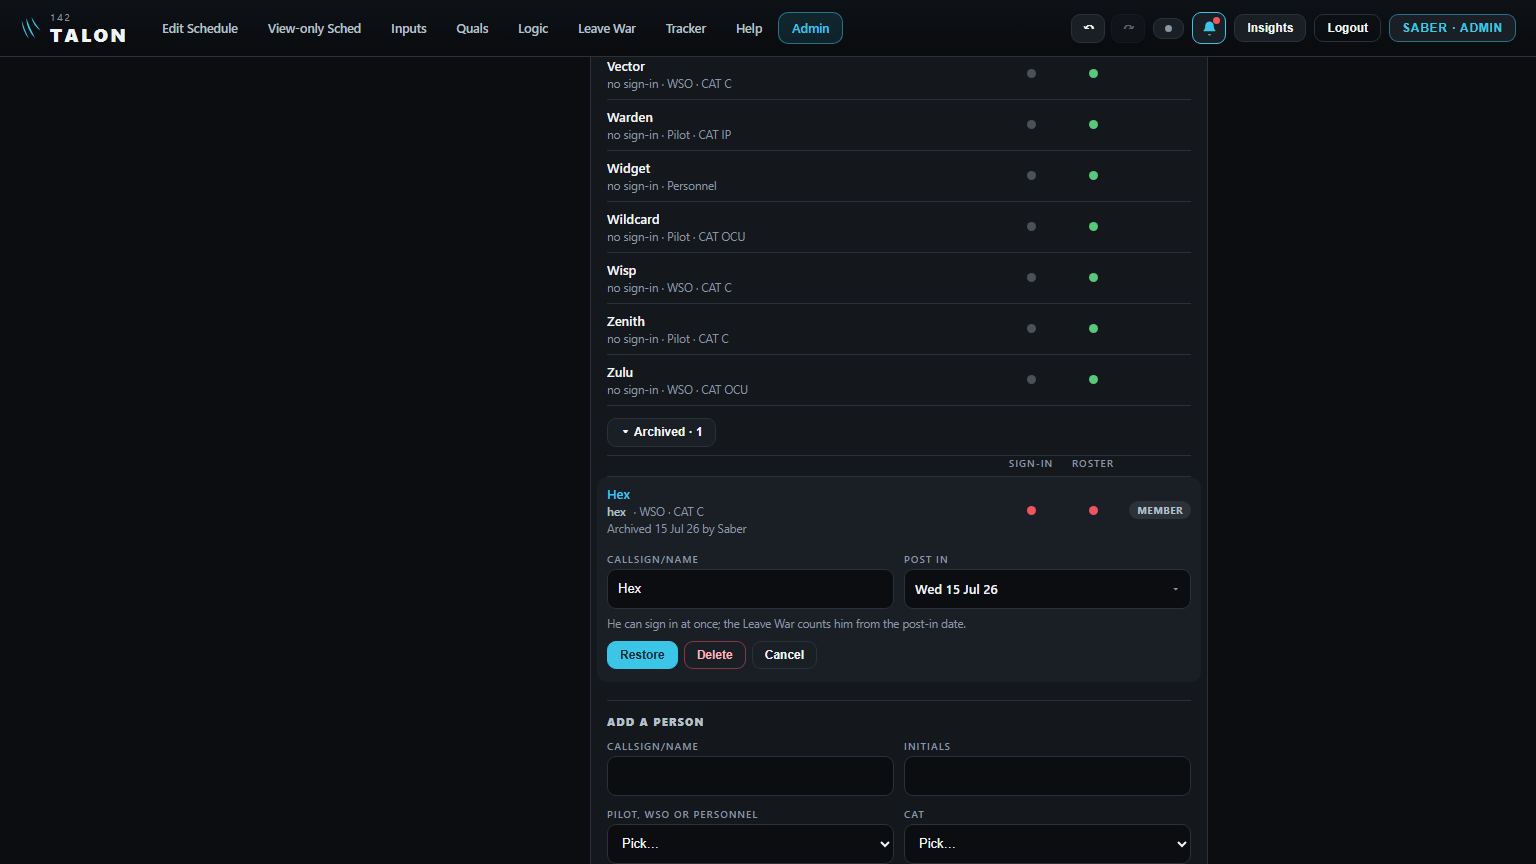 142
TALON
Edit Schedule
View-only Sched
Inputs
Quals
Logic
Leave War
Tracker
Help
Admin
Insights
Logout
SABER · ADMIN
Vector
no sign-in · WSO · CAT C
Warden
no sign-in · Pilot · CAT IP
Widget
no sign-in · Personnel
Wildcard
no sign-in · Pilot · CAT OCU
Wisp
no sign-in · WSO · CAT C
Zenith
no sign-in · Pilot · CAT C
Zulu
no sign-in · WSO · CAT OCU
Archived · 1
SIGN-IN ROSTER
Hex
hex · WSO · CAT C
MEMBER
Archived 15 Jul 26 by Saber
CALLSIGN/NAME POST IN
Hex Wed 15 Jul 26
He can sign in at once; the Leave War counts him from the post-in date.
Restore Delete Cancel
ADD A PERSON
CALLSIGN/NAME INITIALS
PILOT, WSO OR PERSONNEL CAT
Pick... Pick...